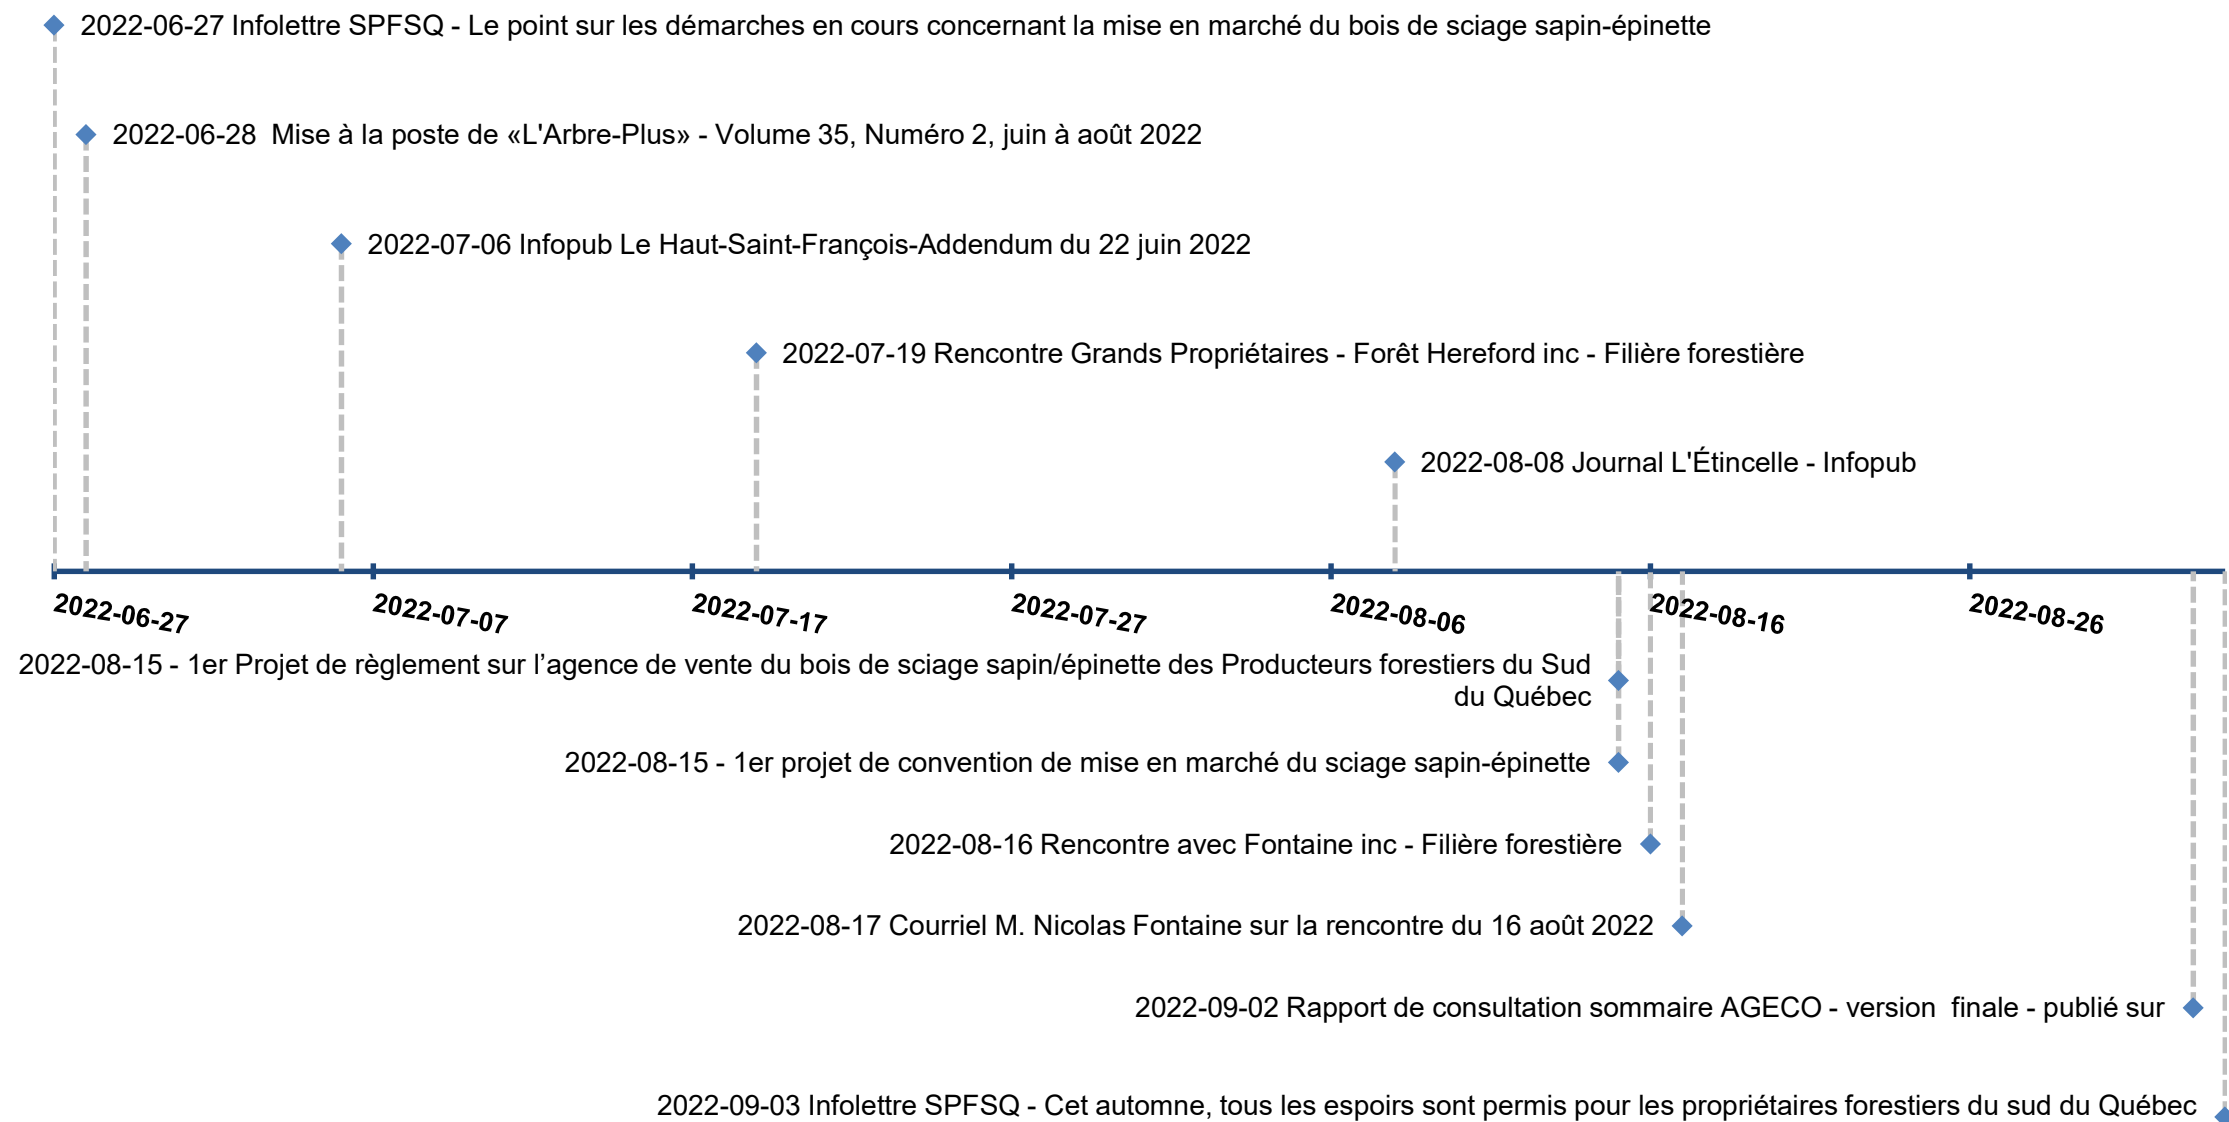 2022-06-27 Infolettre SPFSQ - Le point sur les démarches en cours concernant la mise en marché du bois de sciage sapin-épinette
2022-06-28  Mise à la poste de «L'Arbre-Plus» - Volume 35, Numéro 2, juin à août 2022
2022-07-06 Infopub Le Haut-Saint-François-Addendum du 22 juin 2022
2022-07-19 Rencontre Grands Propriétaires - Forêt Hereford inc - Filière forestière
2022-08-08 Journal L'Étincelle - Infopub
2022-06-27
2022-07-07
2022-07-17
2022-07-27
2022-08-06
2022-08-16
2022-08-26
2022-08-15 - 1er Projet de règlement sur l’agence de vente du bois de sciage sapin/épinette des Producteurs forestiers du Sud
du Québec
2022-08-15 - 1er projet de convention de mise en marché du sciage sapin-épinette
2022-08-16 Rencontre avec Fontaine inc - Filière forestière
2022-08-17 Courriel M. Nicolas Fontaine sur la rencontre du 16 août 2022
2022-09-02 Rapport de consultation sommaire AGECO - version  finale - publié sur
2022-09-03 Infolettre SPFSQ - Cet automne, tous les espoirs sont permis pour les propriétaires forestiers du sud du Québec